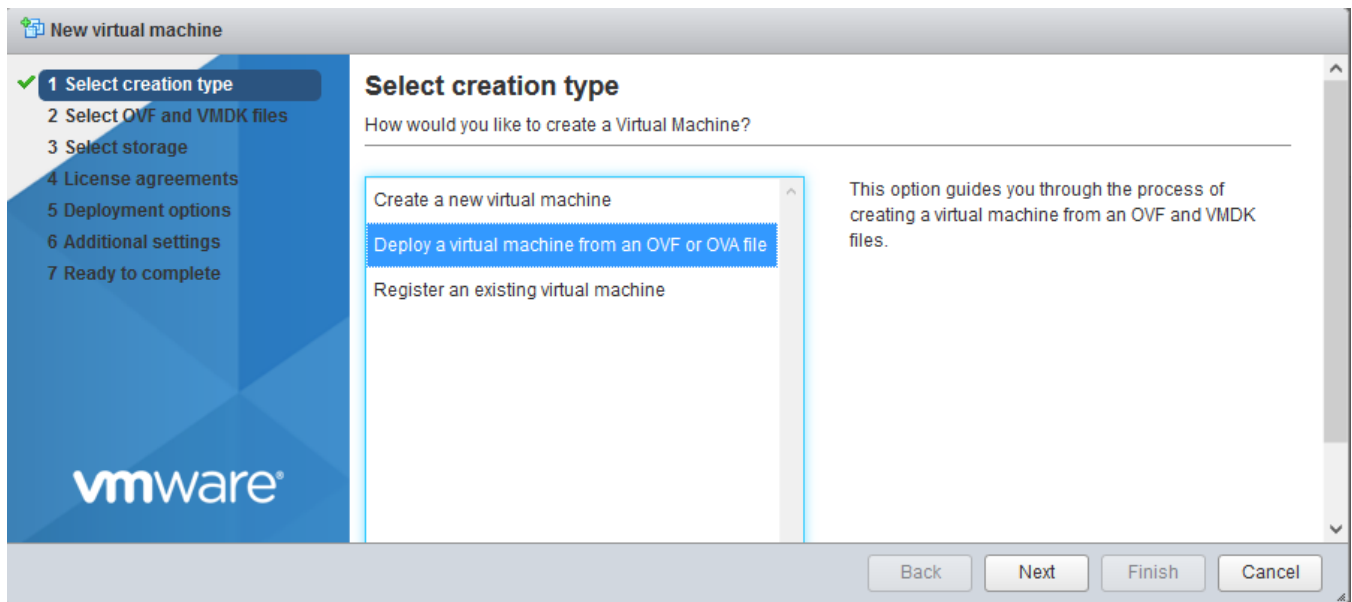 New virtual machine
1 Select creation type
2 Select OVF and VMDK files
3 Select storage
4 License agreements
5 Deployment options
6 Additional settings
7 Ready to complete
vmware®
Select creation type
How would you like to create a Virtual Machine?
Create a new virtual machine
Deploy a virtual machine from an OVF or OVA file
Register an existing virtual machine
This option guides you through the process of
creating a virtual machine from an OVF and VMDK
files.
Back Next Finish Cancel